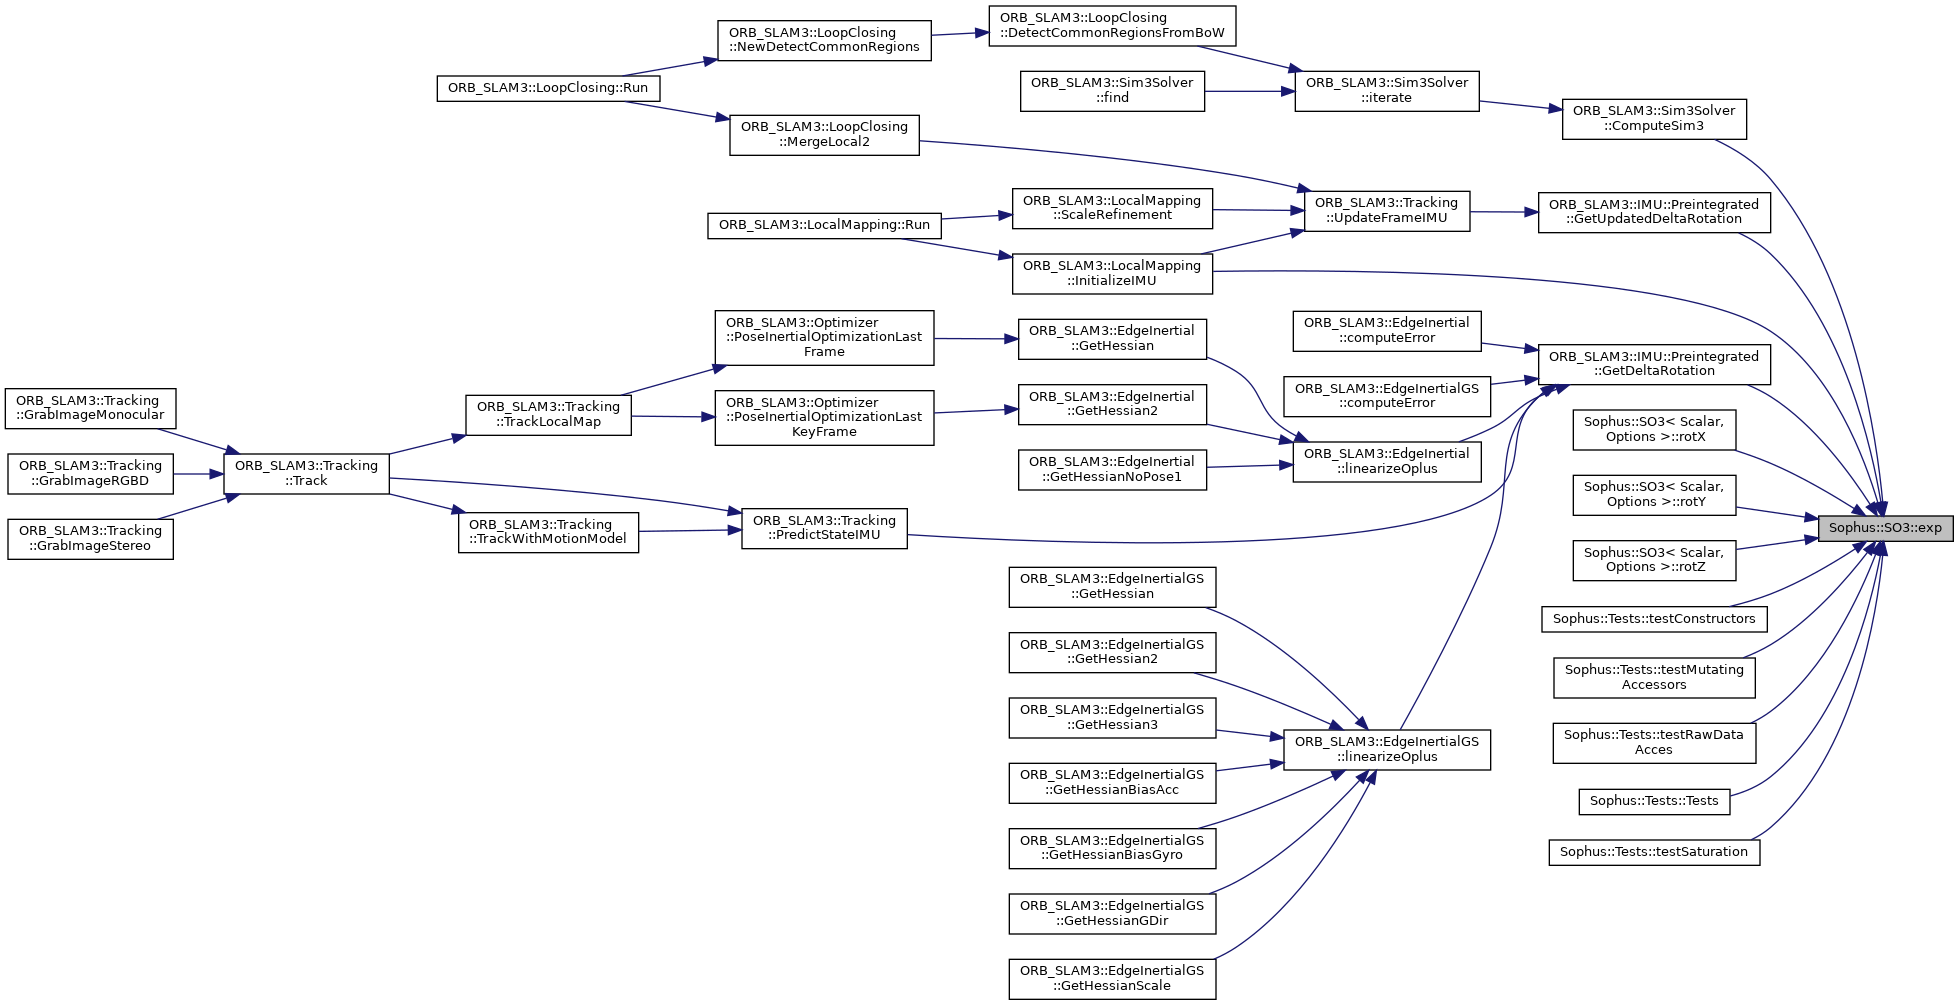 ORB_SLAM3::LoopClosing
::DetectCommonRegionsFromBoW
ORB_SLAM3::LoopClosing
::NewDetectCommonRegions
ORB_SLAM3::LoopClosing::Run
ORB_SLAM3::Sim3Solver
::find
ORB_SLAM3::Sim3Solver
::iterate
ORB_SLAM3::Sim3Solver
::ComputeSim3
ORB_SLAM3::LoopClosing
::MergeLocal2
ORB_SLAM3::LocalMapping
::ScaleRefinement
ORB_SLAM3::Tracking
::UpdateFrameIMU
ORB_SLAM3::IMU::Preintegrated
::GetUpdatedDeltaRotation
ORB_SLAM3::LocalMapping::Run
ORB_SLAM3::LocalMapping
::InitializeIMU
ORB_SLAM3::Optimizer
::PoseInertialOptimizationLast
Frame
ORB_SLAM3::EdgeInertial
::GetHessian
ORB_SLAM3::EdgeInertial
::computeError
ORB_SLAM3::IMU::Preintegrated
::GetDeltaRotation
ORB_SLAM3::EdgeInertialGS
::computeError
ORB_SLAM3::Tracking
::GrabImageMonocular
ORB_SLAM3::Tracking
::TrackLocalMap
ORB_SLAM3::Optimizer
::PoseInertialOptimizationLast
KeyFrame
ORB_SLAM3::EdgeInertial
::GetHessian2
Sophus::SO3< Scalar,
Options >::rotX
ORB_SLAM3::Tracking
::GrabImageRGBD
ORB_SLAM3::Tracking
::Track
ORB_SLAM3::EdgeInertial
::GetHessianNoPose1
ORB_SLAM3::EdgeInertial
::linearizeOplus
Sophus::SO3< Scalar,
Options >::rotY
ORB_SLAM3::Tracking
::GrabImageStereo
ORB_SLAM3::Tracking
::TrackWithMotionModel
ORB_SLAM3::Tracking
::PredictStateIMU
Sophus::SO3::exp
Sophus::SO3< Scalar,
Options >::rotZ
ORB_SLAM3::EdgeInertialGS
::GetHessian
Sophus::Tests::testConstructors
ORB_SLAM3::EdgeInertialGS
::GetHessian2
Sophus::Tests::testMutating
Accessors
ORB_SLAM3::EdgeInertialGS
::GetHessian3
ORB_SLAM3::EdgeInertialGS
::linearizeOplus
Sophus::Tests::testRawData
Acces
ORB_SLAM3::EdgeInertialGS
::GetHessianBiasAcc
Sophus::Tests::Tests
ORB_SLAM3::EdgeInertialGS
::GetHessianBiasGyro
Sophus::Tests::testSaturation
ORB_SLAM3::EdgeInertialGS
::GetHessianGDir
ORB_SLAM3::EdgeInertialGS
::GetHessianScale